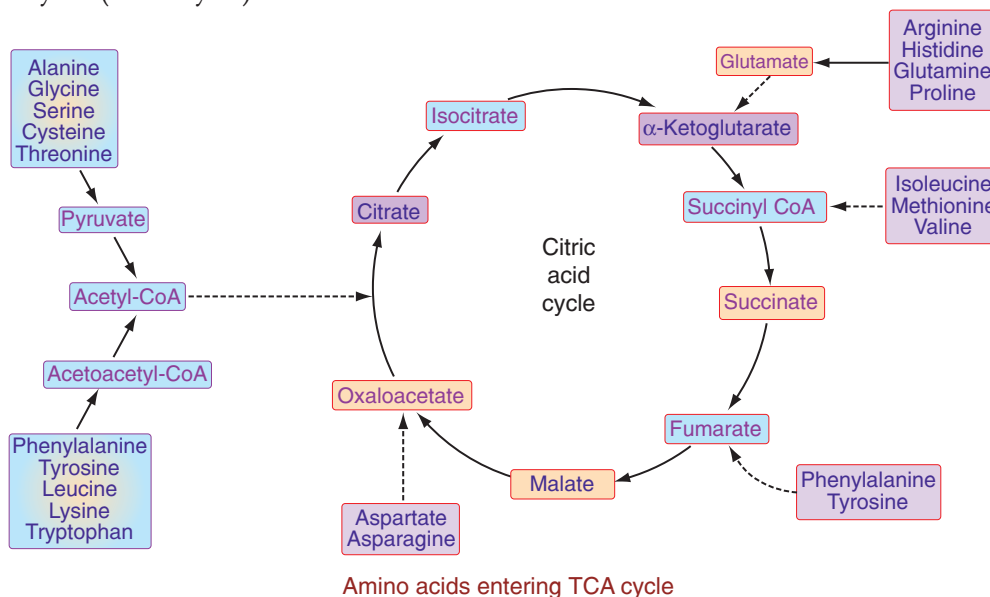 Alanine
Glycine
Serine
Cysteine
Threonine
Pyruvate
Acetyl-CoA
Acetoacetyl-CoA
Phenylalanine
Tyrosine
Leucine
Lysine
Tryptophan
Isocitrate
Citrate
Oxaloacetate
Aspartate
Asparagine
Citric
acid
cycle
Glutamate
Arginine
Histidine
Glutamine
Proline
α-Ketoglutarate
Succinyl CoA
Isoleucine
Methionine
Valine
Succinate
Fumarate
Phenylalanine
Tyrosine
Malate
Amino acids entering TCA cycle